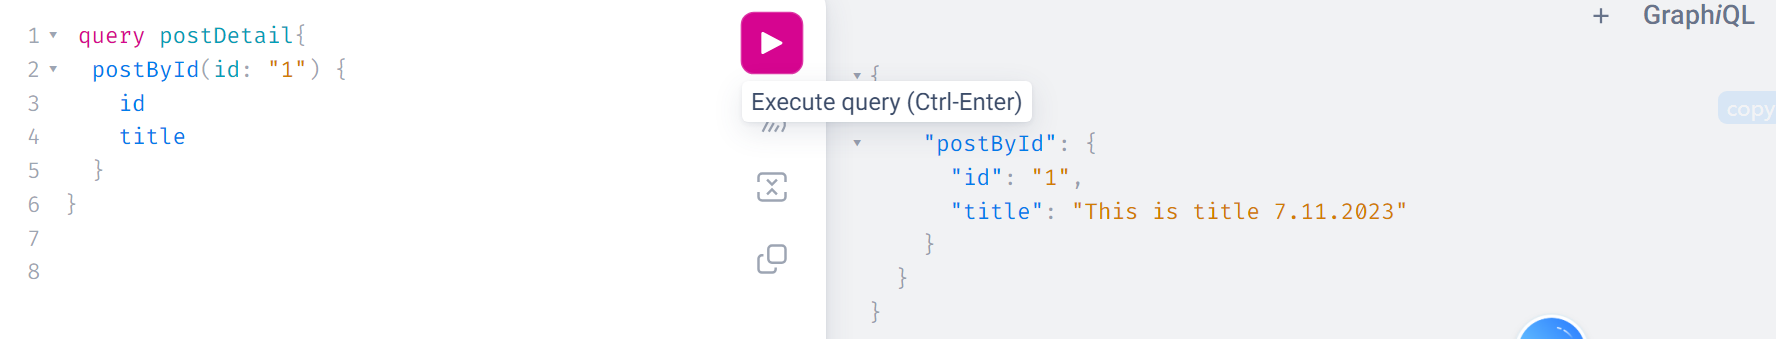 1 query postDetail{
2 postById(id: "1") {
3 id
4 title
5 }
6 }
7
8
Execute query (Ctrl-Enter)
+ GraphiQL
{
copy
"postById": {
"id": "1",
"title": "This is title 7.11.2023"
}
}
}